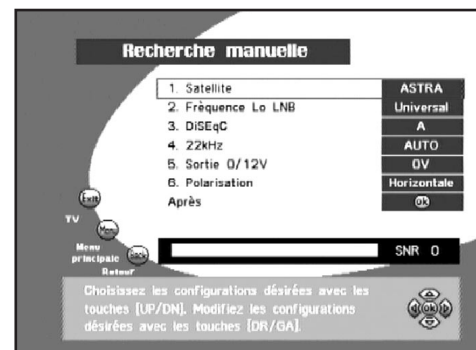 Recherche manuelle
1. Satellite ASTRA
2. Frèquence Lo LNB Universal
3. DiSEqC A
4. 22kHz AUTO
5. Sortie 0/12V 0V
6. Polarisation Horizontale
Après Ok
Exit
TV
Menu
Menu
principale
Back
Retour
SNR 0
Choisissez les configurations désirées avec les
touches [UP/DN]. Modifiez les configurations
désirées avec les touches [DR/GA].
Ok